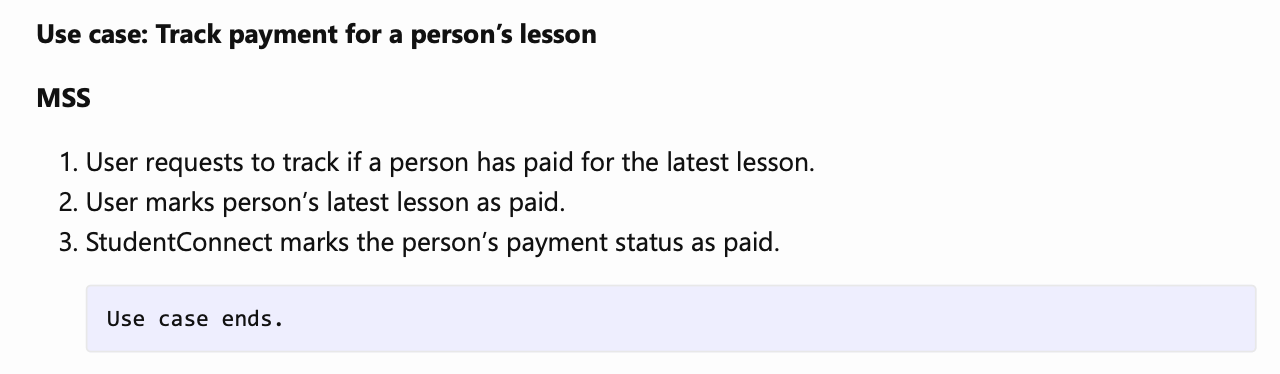 Use case: Track payment for a person’s lesson
MSS
1. User requests to track if a person has paid for the latest lesson.
2. User marks person’s latest lesson as paid.
3. StudentConnect marks the person’s payment status as paid.
Use case ends.